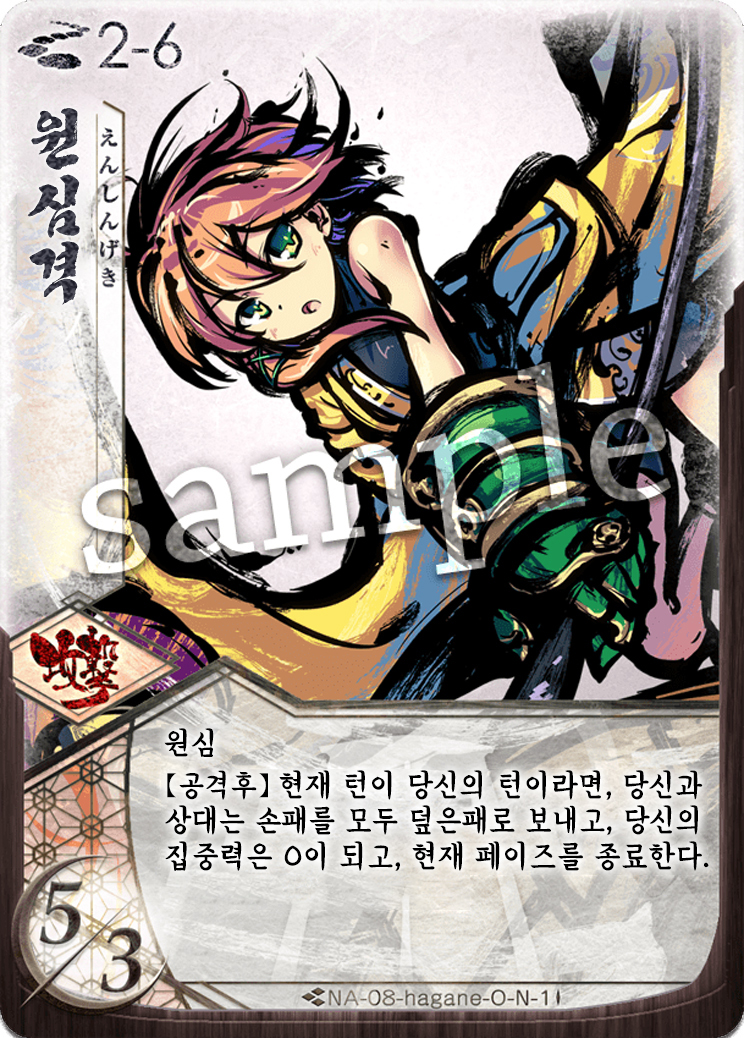 2-6
원심격
えんしんげき
sample
攻撃
원심
【공격후】 현재 턴이 당신의 턴이라면, 당신과
상대는 손패를 모두 덮은패로 보내고, 당신의
집중력은 0이 되고, 현재 페이즈를 종료한다.
5/3
NA-08-hagane-O-N-1